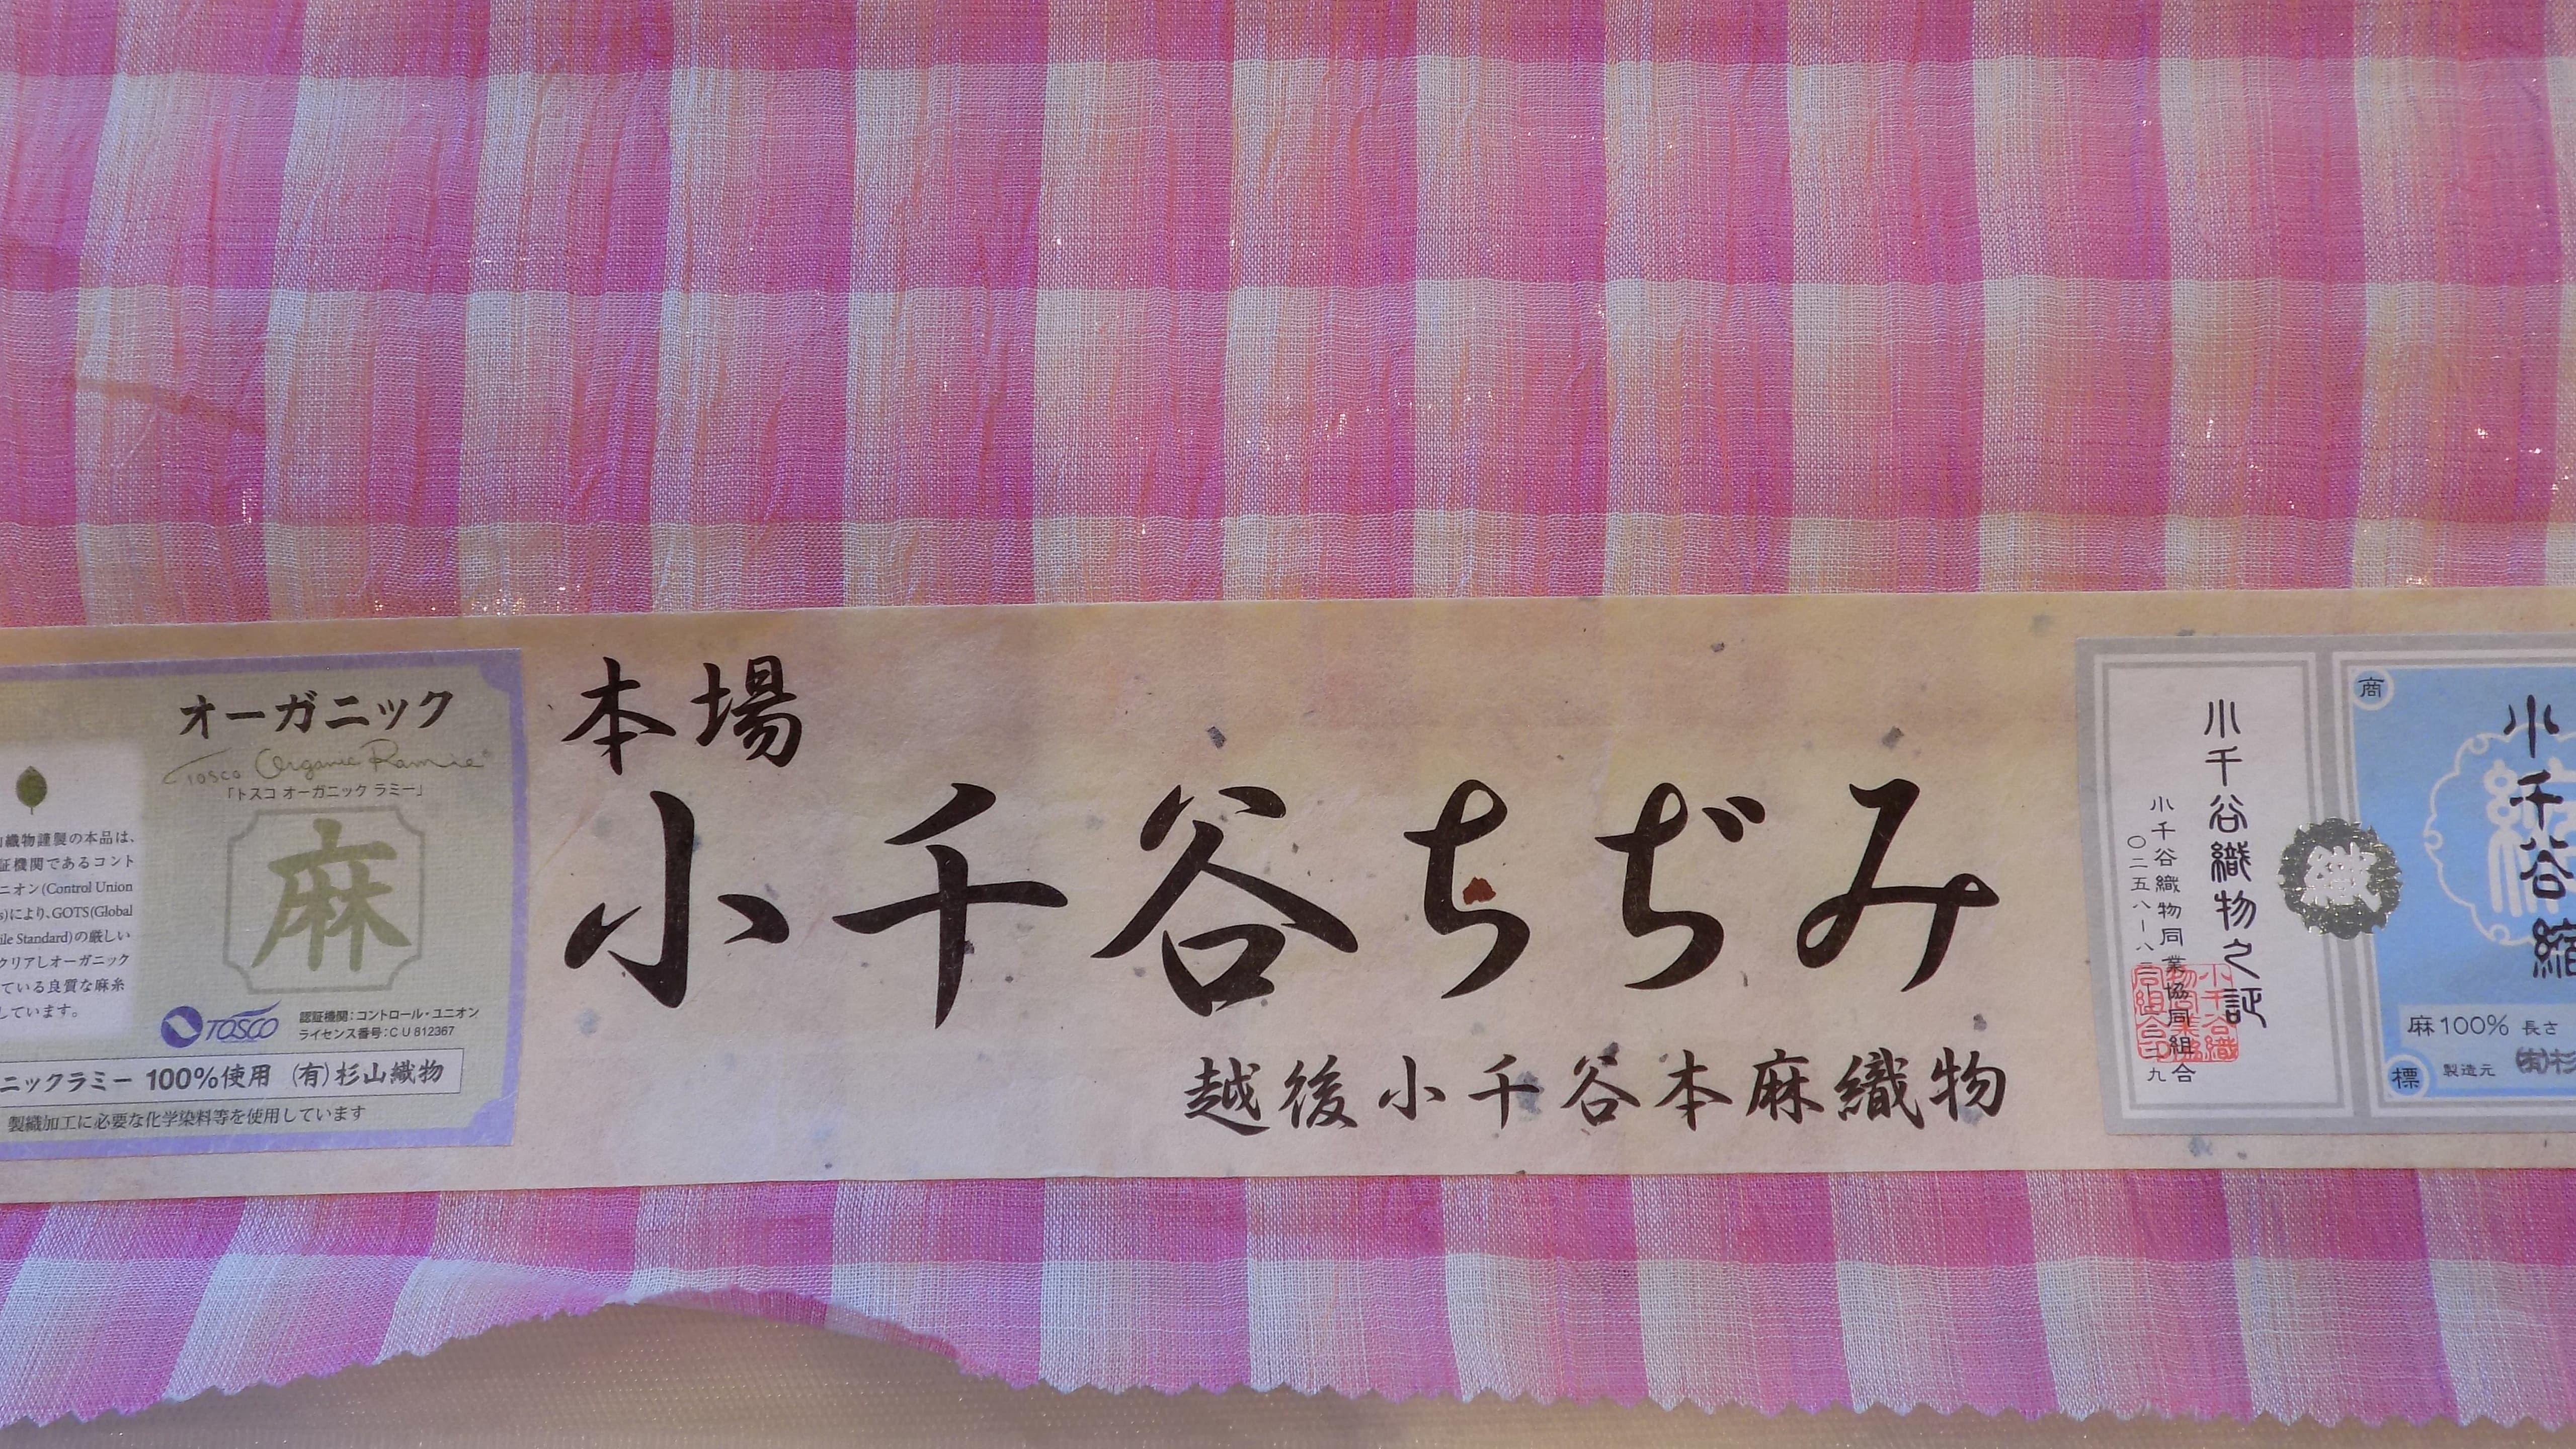 オーガニック
Tosco Organic Ramie
「トスコ オーガニック ラミー」
織物謹製の本品は、
証機関であるコント
ニオン(Control Union
s)により、GOTS(Global
ile Standard)の厳しい
クリアしオーガニック
ている良質な麻糸
しています。
麻
TOSCO
認証機関:コントロール・ユニオン
ライセンス番号:CU 812367
ニックラミー 100%使用 (有)杉山織物
製織加工に必要な化学染料等を使用しています
本場
小千谷ちぢみ
越後小千谷本麻織物
小千谷織物之証
小千谷織物同業協同組合
織
商
標
小千谷縮
麻100% 長さ
製造元 (有)杉